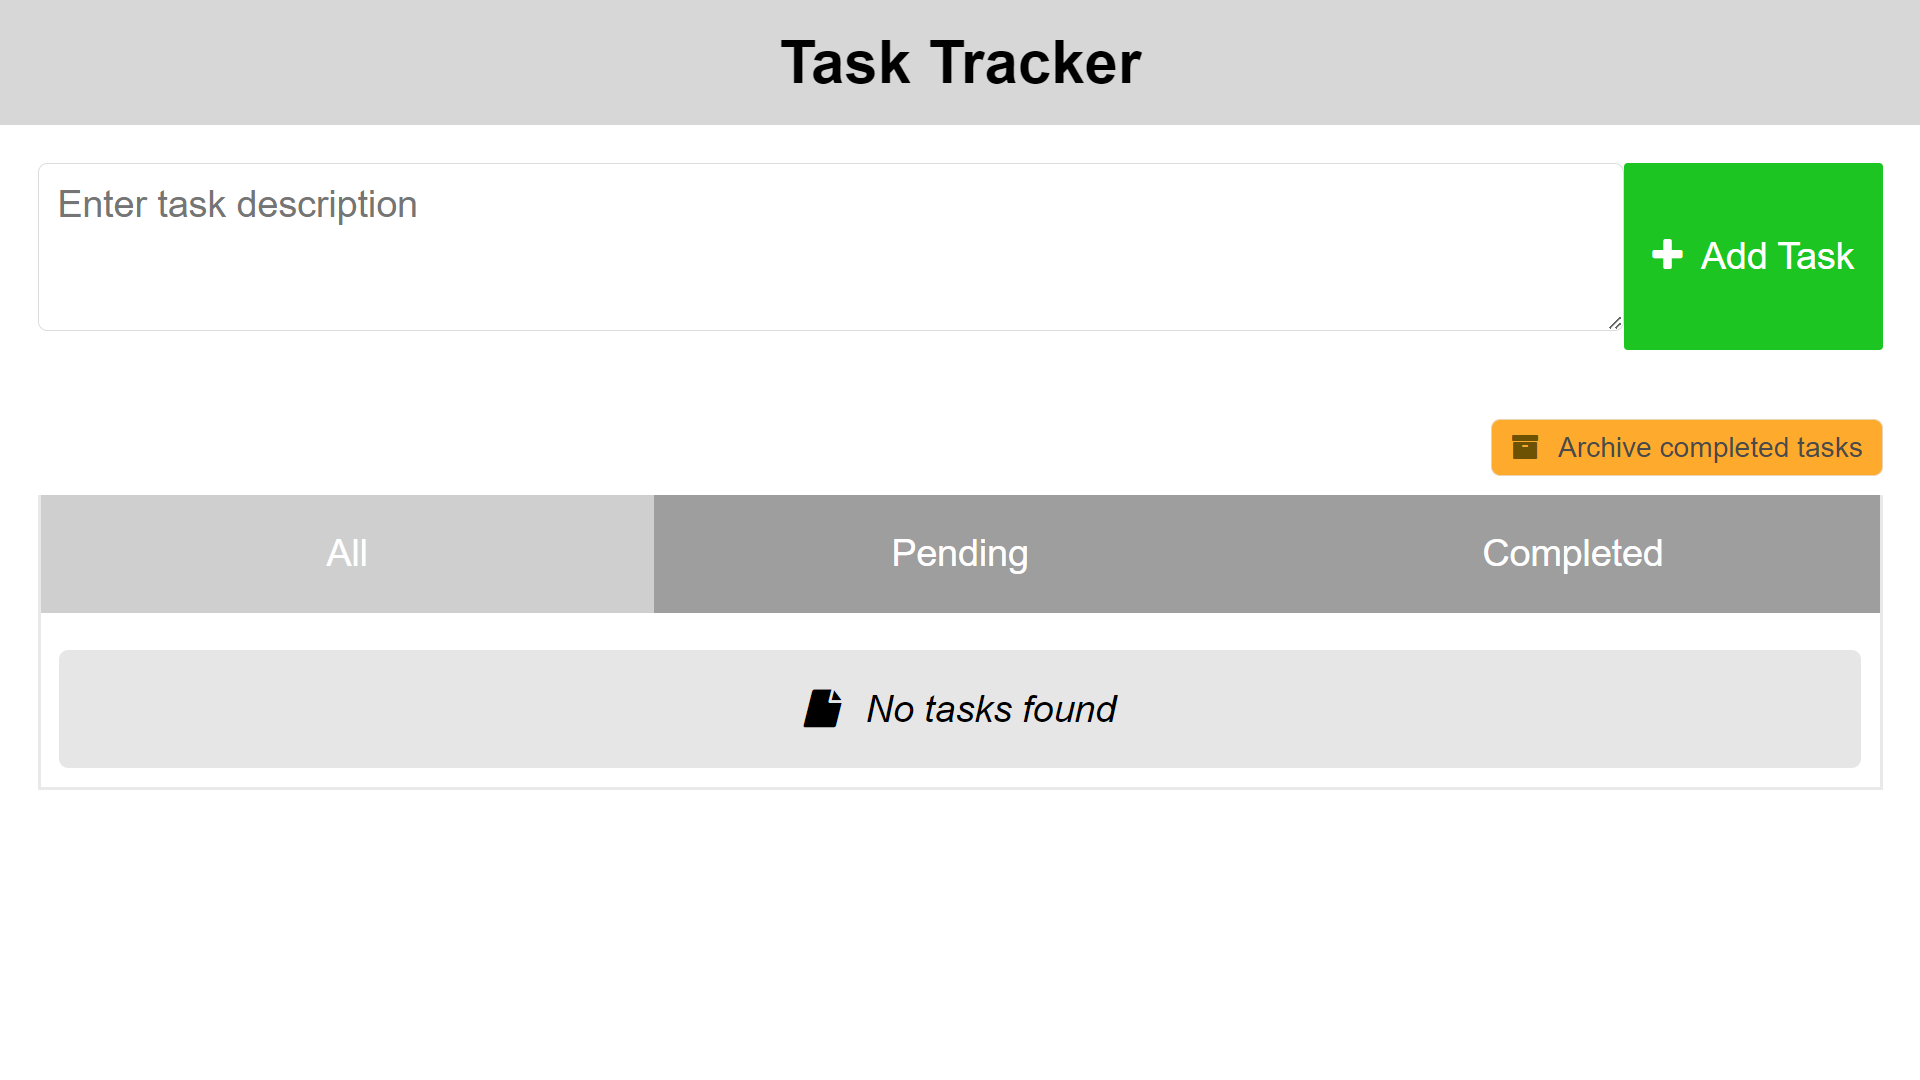 Task Tracker
Enter task description
Add Task
Archive completed tasks
All
Pending
Completed
No tasks found